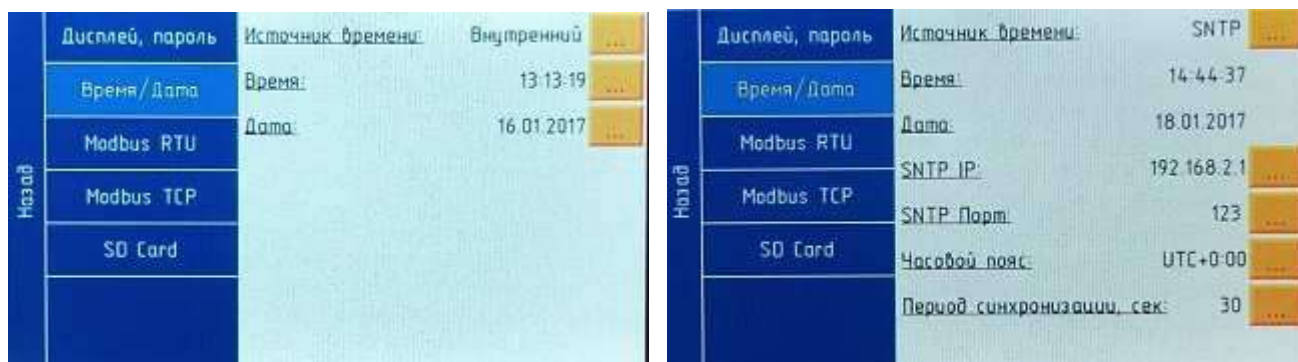 Назад
Дисплей, пароль
Время/Дата
Modbus RTU
Modbus TCP
SD Card
Источник времени: Внутренний ...
Время: 13:13:19 ...
Дата: 16.01.2017 ...
Назад
Дисплей, пароль
Время/Дата
Modbus RTU
Modbus TCP
SD Card
Источник времени: SNTP ...
Время: 14:44:37
Дата: 18.01.2017
SNTP IP: 192.168.2.1 ...
SNTP Порт: 123 ...
Часовой пояс: UTC+0:00 ...
Период синхронизации, сек: 30 ...